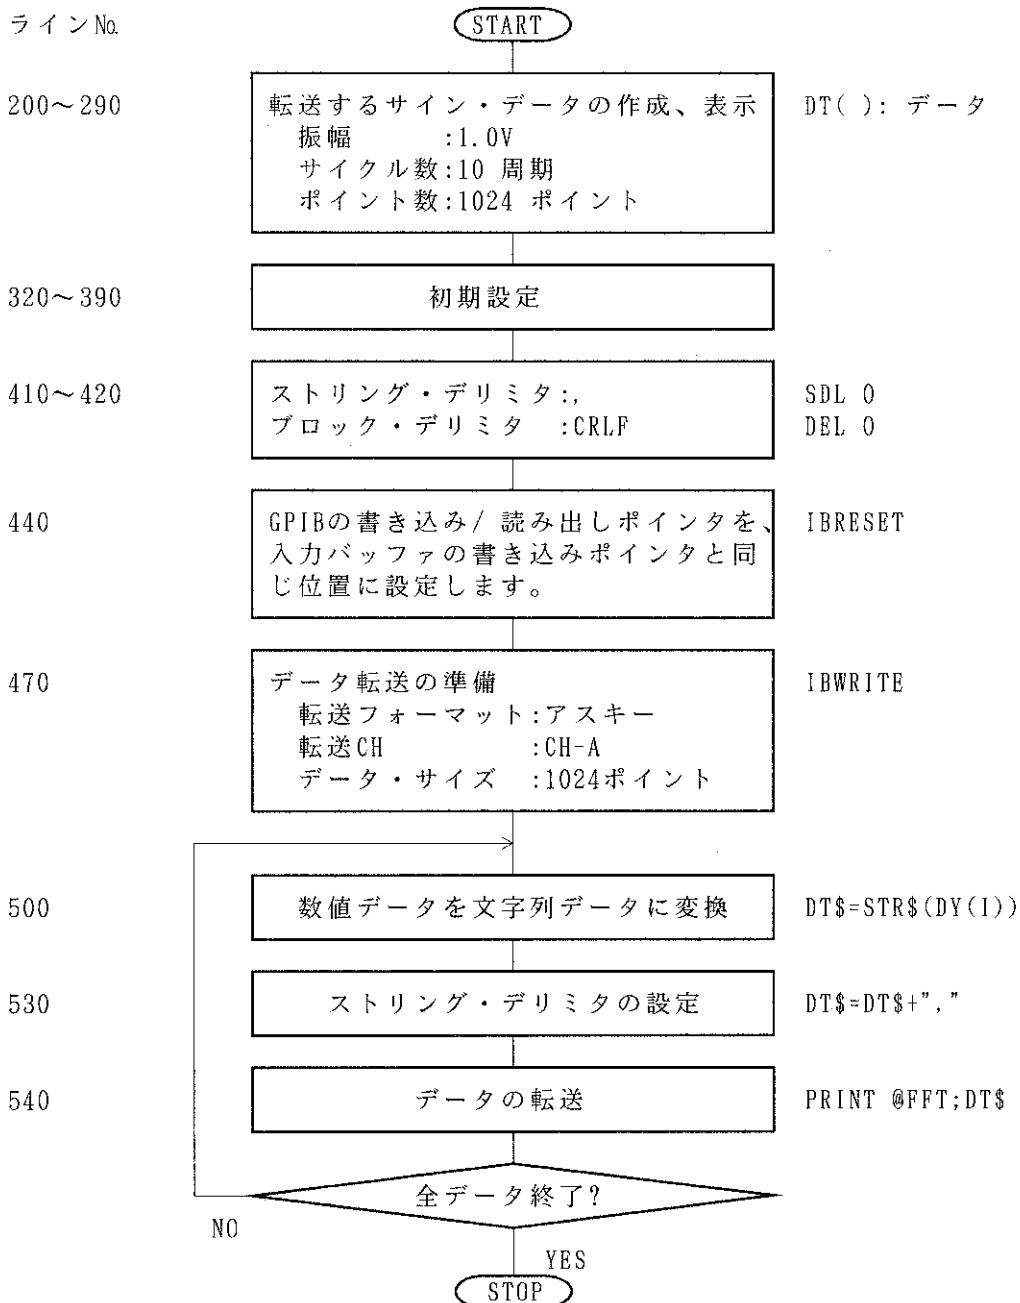 ラインNo.
START
200～290
転送するサイン・データの作成、表示
振幅 :1.0V
サイクル数:10 周期
ポイント数:1024 ポイント
DT( ): データ
320～390
初期設定
410～420
ストリング・デリミタ:,
ブロック・デリミタ :CRLF
SDL 0
DEL 0
440
GPIBの書き込み/ 読み出しポインタを、
入力バッファの書き込みポインタと同
じ位置に設定します。
IBRESET
470
データ転送の準備
転送フォーマット:アスキー
転送CH :CH-A
データ・サイズ :1024ポイント
IBWRITE
500
数値データを文字列データに変換
DT$=STR$(DY(I))
530
ストリング・デリミタの設定
DT$=DT$+","
540
データの転送
PRINT @FFT;DT$
全データ終了?
NO
YES
STOP